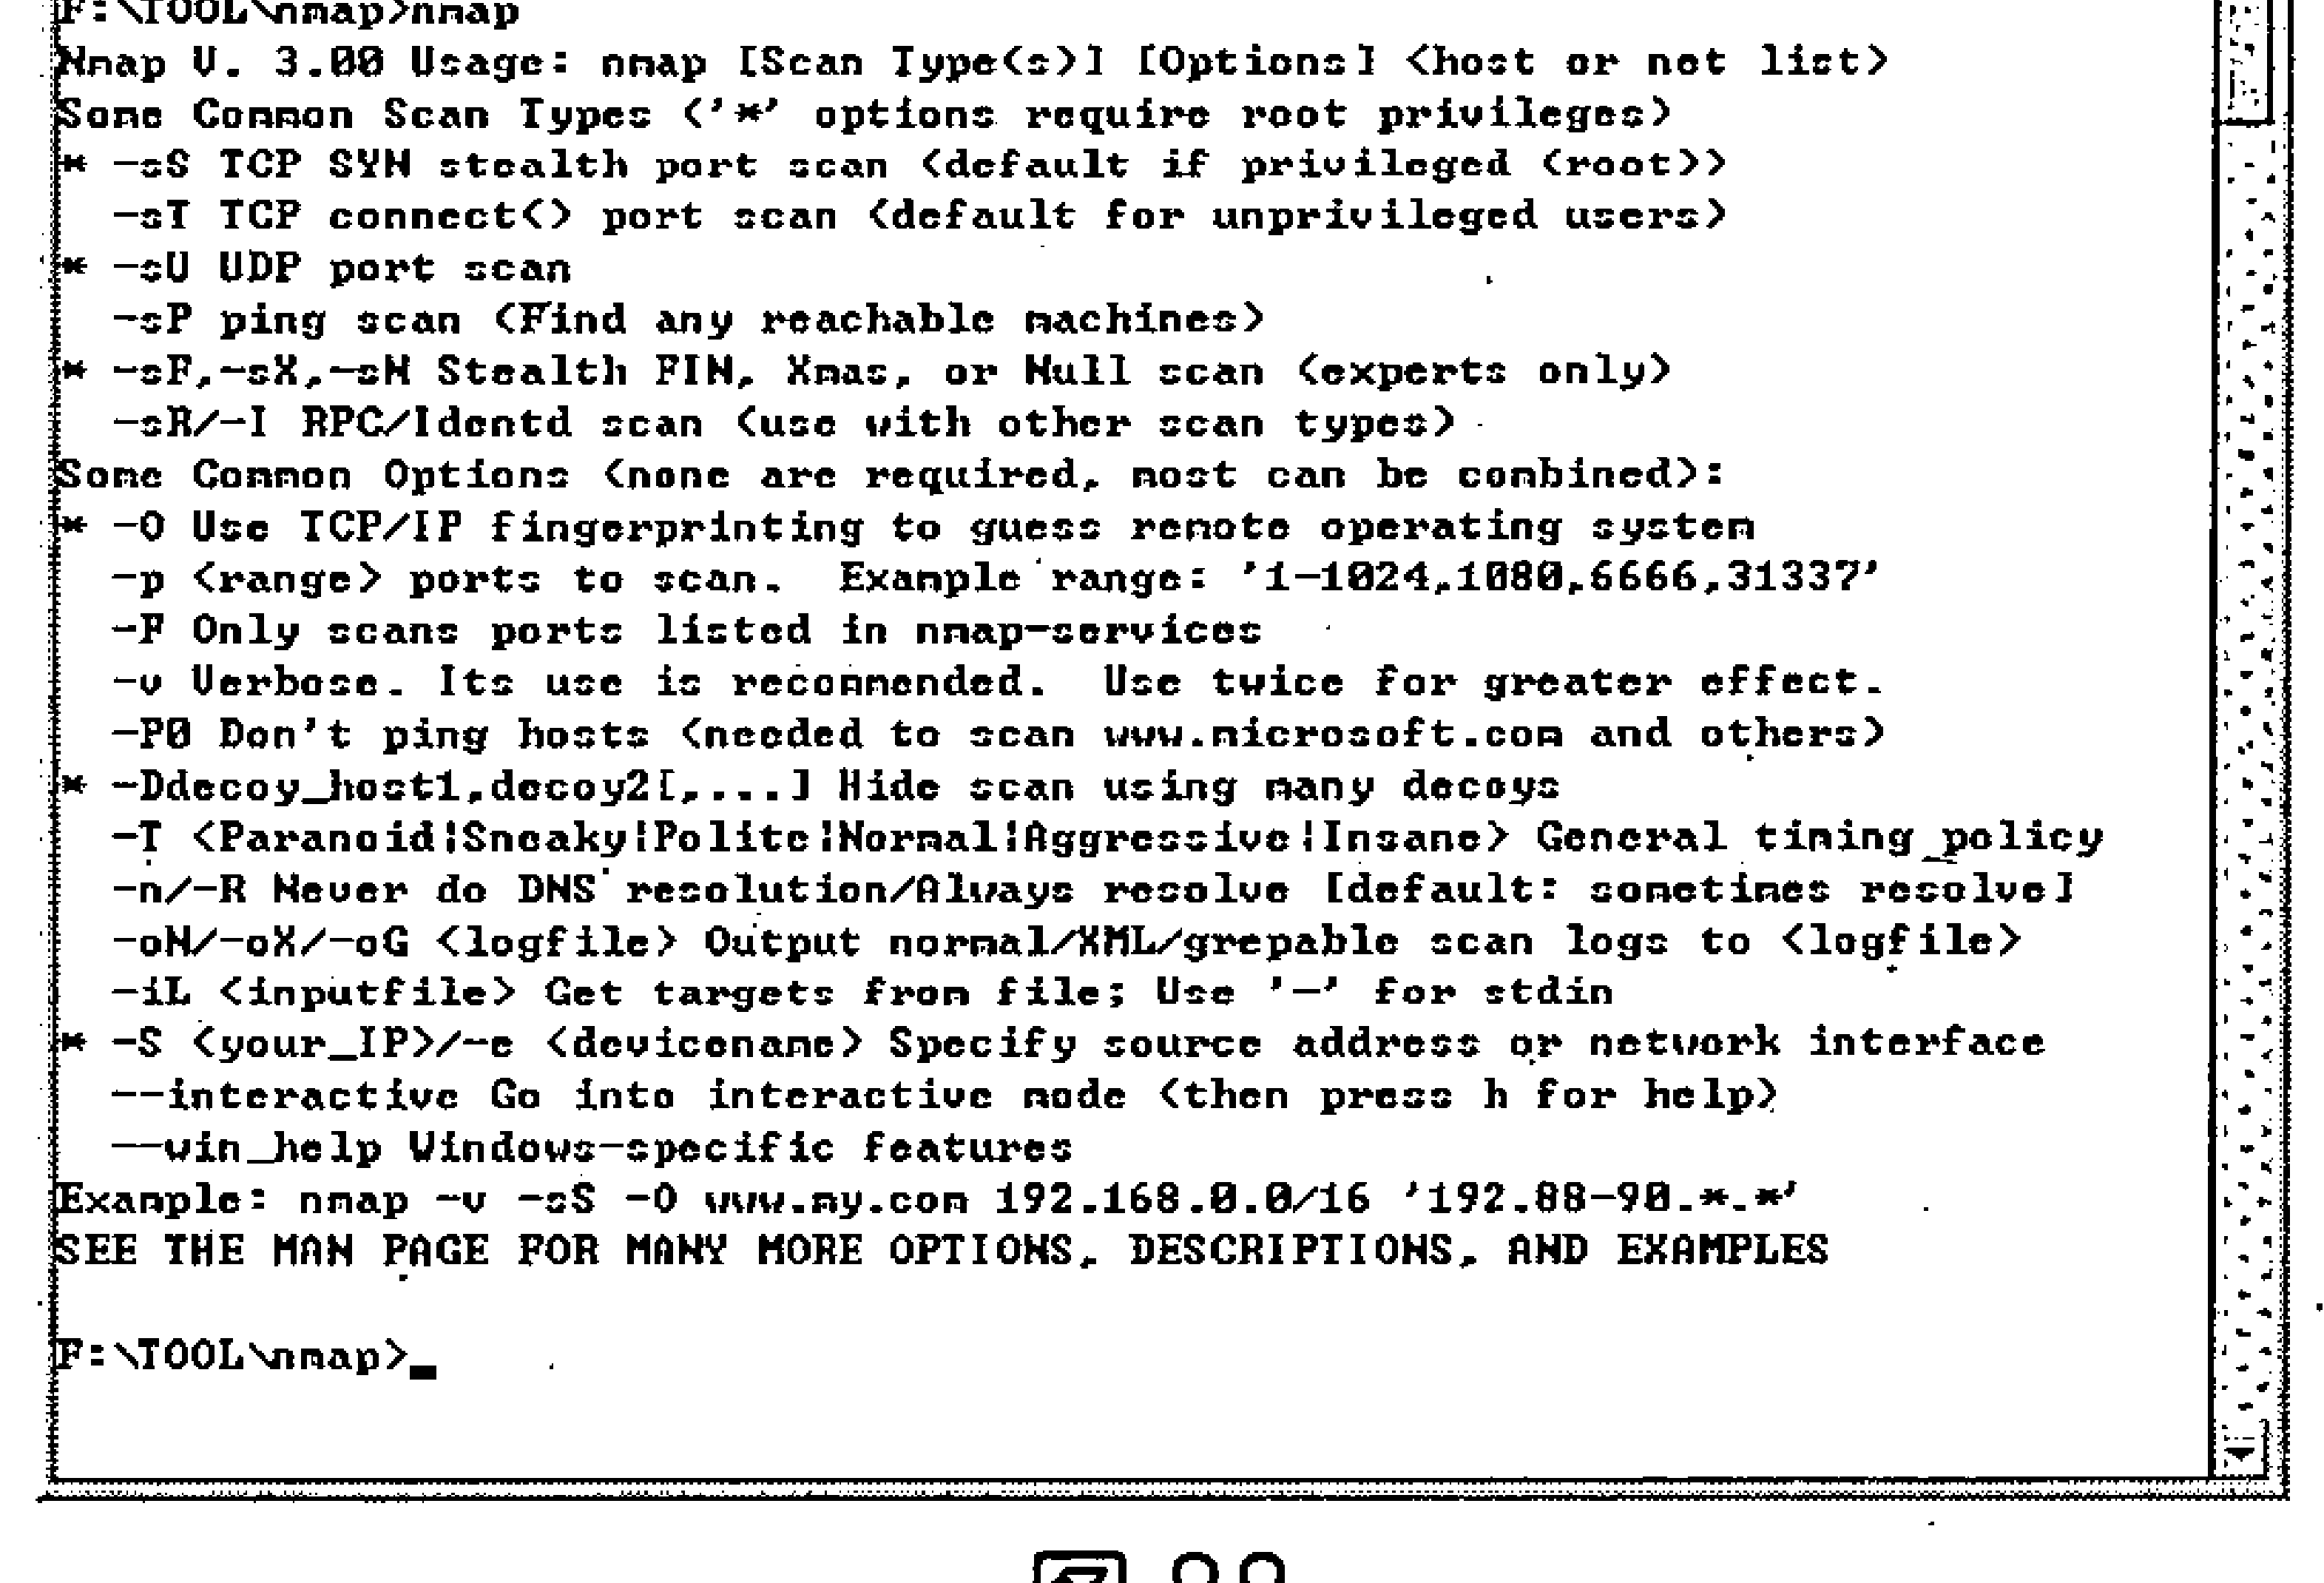 F:\TOOL\nmap>nmap
Nmap V. 3.00 Usage: nmap [Scan Type(s)] [Options] <host or net list>
Some Common Scan Types ('*' options require root privileges)
* -sS TCP SYN stealth port scan (default if privileged (root))
  -sT TCP connect() port scan (default for unprivileged users)
* -sU UDP port scan
  -sP ping scan (Find any reachable machines)
* -sF,-sX,-sN Stealth FIN, Xmas, or Null scan (experts only)
  -sR/-I RPC/Identd scan (use with other scan types)
Some Common Options (none are required, most can be combined):
* -O Use TCP/IP fingerprinting to guess remote operating system
  -p <range> ports to scan.  Example range: '1-1024,1080,6666,31337'
  -F Only scans ports listed in nmap-services
  -v Verbose. Its use is recommended.  Use twice for greater effect.
  -P0 Don't ping hosts (needed to scan www.microsoft.com and others)
* -Ddecoy_host1,decoy2[,...] Hide scan using many decoys
  -T <Paranoid|Sneaky|Polite|Normal|Aggressive|Insane> General timing policy
  -n/-R Never do DNS resolution/Always resolve [default: sometimes resolve]
  -oN/-oX/-oG <logfile> Output normal/XML/grepable scan logs to <logfile>
  -iL <inputfile> Get targets from file; Use '-' for stdin
* -S <your_IP>/-e <devicename> Specify source address or network interface
  --interactive Go into interactive mode (then press h for help)
  --win_help Windows-specific features
Example: nmap -v -sS -O www.my.com 192.168.0.0/16 '192.88-90.*.*'
SEE THE MAN PAGE FOR MANY MORE OPTIONS, DESCRIPTIONS, AND EXAMPLES
F:\TOOL\nmap>_